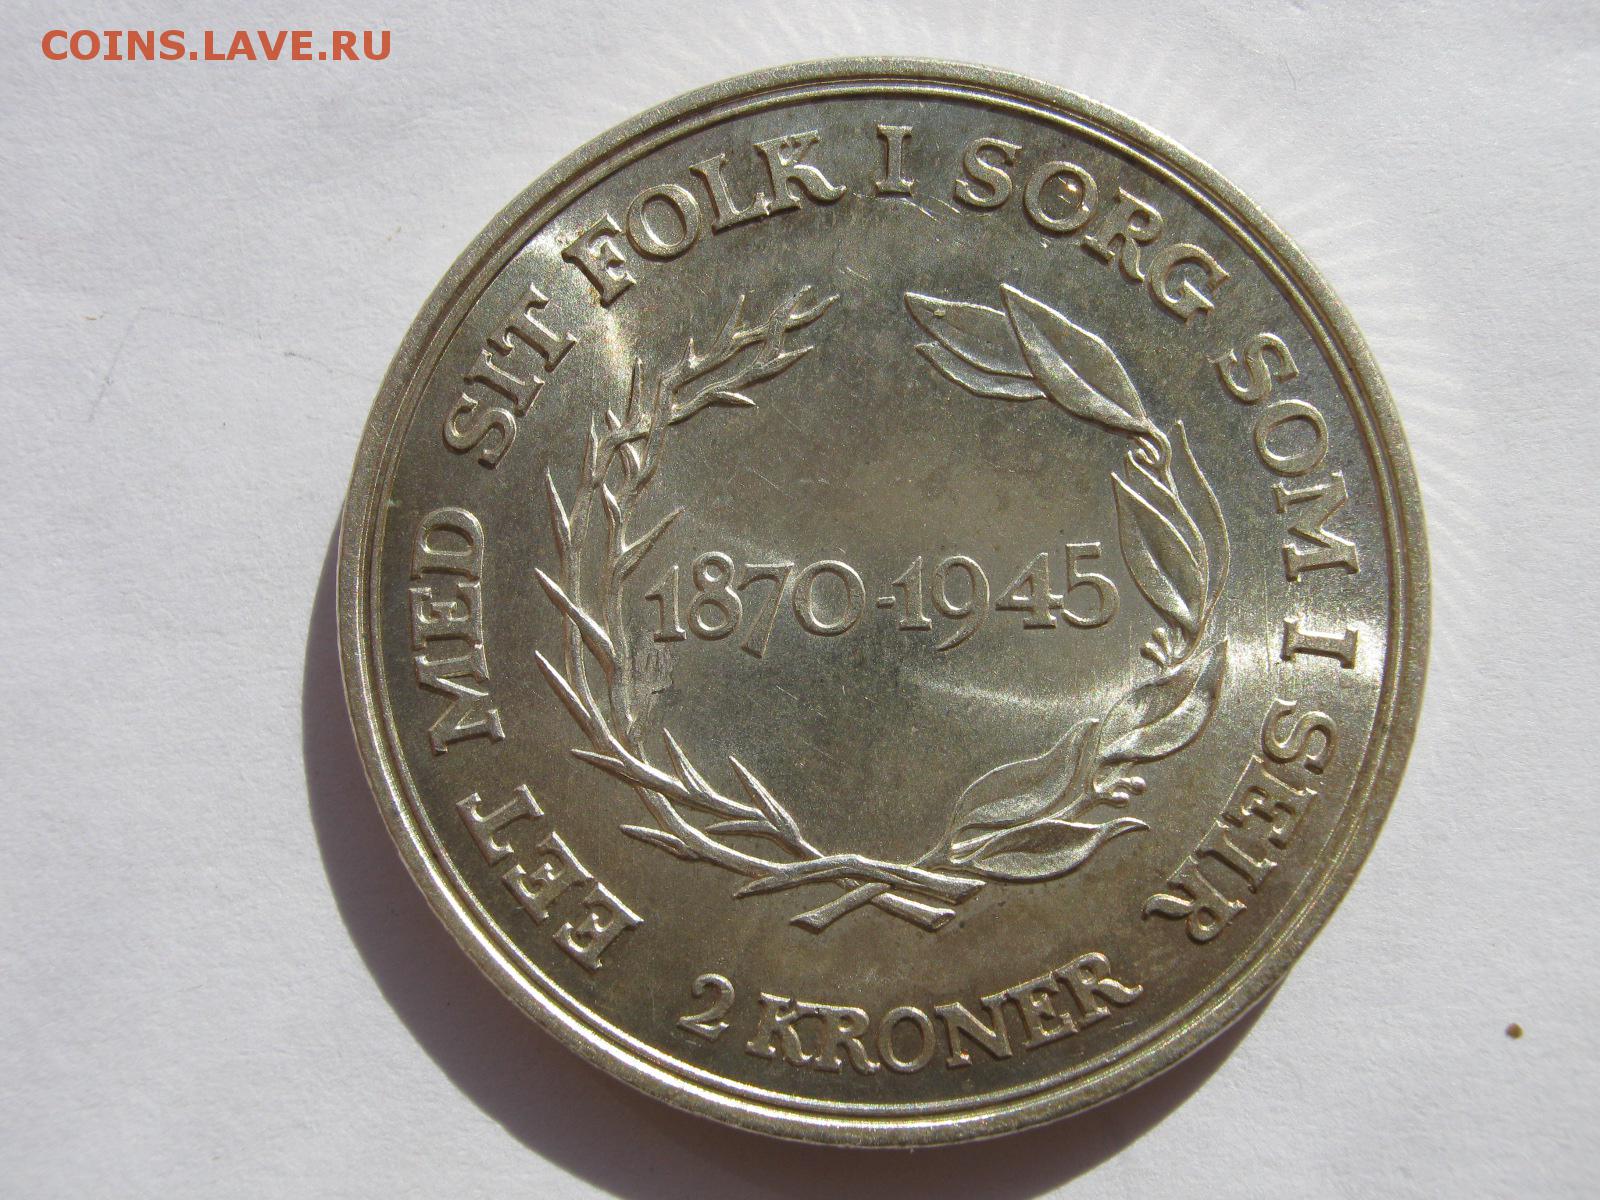 COINS.LAVE.RU
EET MED SIT FOLK I SORG SOM I SEIR
1870-1945
2 KRONER